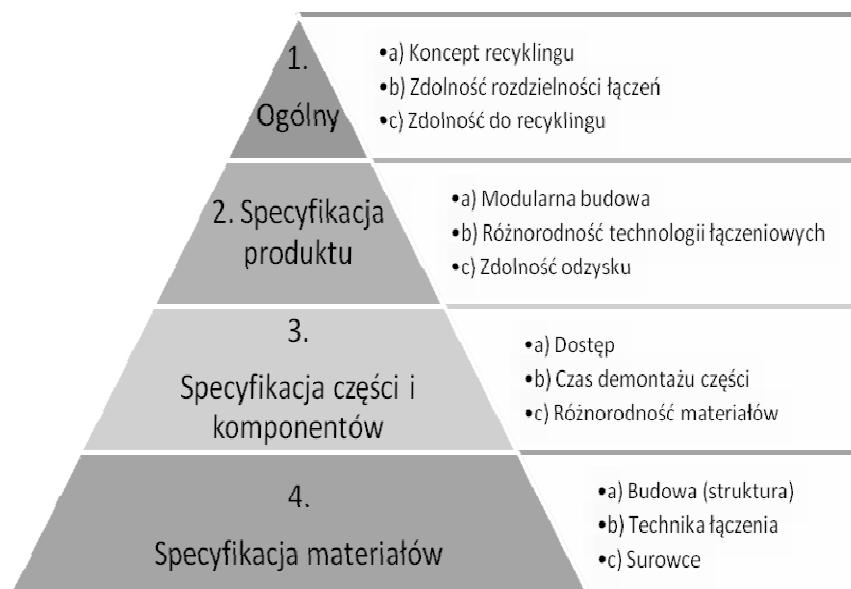 1.
Ogólny
•a) Koncept recyklingu
•b) Zdolność rozdzielności łączeń
•c) Zdolność do recyklingu
2. Specyfikacja
produktu
•a) Modularna budowa
•b) Różnorodność technologii łączeniowych
•c) Zdolność odzysku
3.
Specyfikacja części i
komponentów
•a) Dostęp
•b) Czas demontażu części
•c) Różnorodność materiałów
4.
Specyfikacja materiałów
•a) Budowa (struktura)
•b) Technika łączenia
•c) Surowce